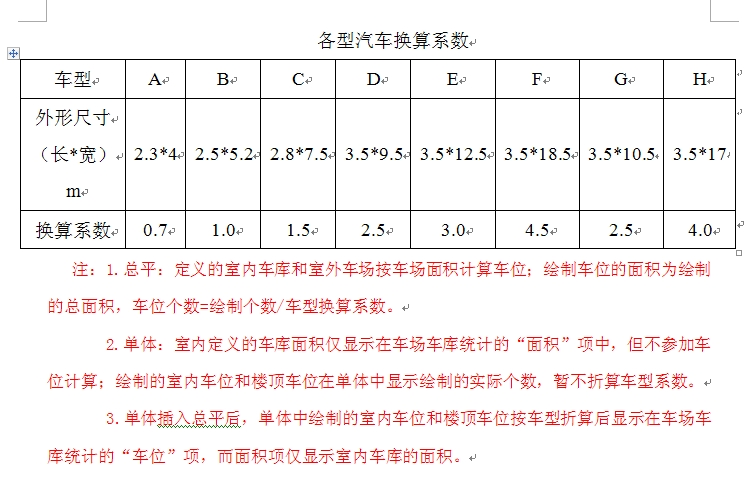 各型汽车换算系数
车型 A B C D E F G H
外形尺寸
（长*宽） 2.3*4 2.5*5.2 2.8*7.5 3.5*9.5 3.5*12.5 3.5*18.5 3.5*10.5 3.5*17
m
换算系数 0.7 1.0 1.5 2.5 3.0 4.5 2.5 4.0
注：1.总平：定义的室内车库和室外车场按车场面积计算车位；绘制车位的面积为绘制
的总面积，车位个数=绘制个数/车型换算系数。
2.单体：室内定义的车库面积仅显示在车场车库统计的“面积”项中，但不参加车
位计算；绘制的室内车位和楼顶车位在单体中显示绘制的实际个数，暂不折算车型系数。
3.单体插入总平后，单体中绘制的室内车位和楼顶车位按车型折算后显示在车场车
库统计的“车位”项，而面积项仅显示室内车库的面积。